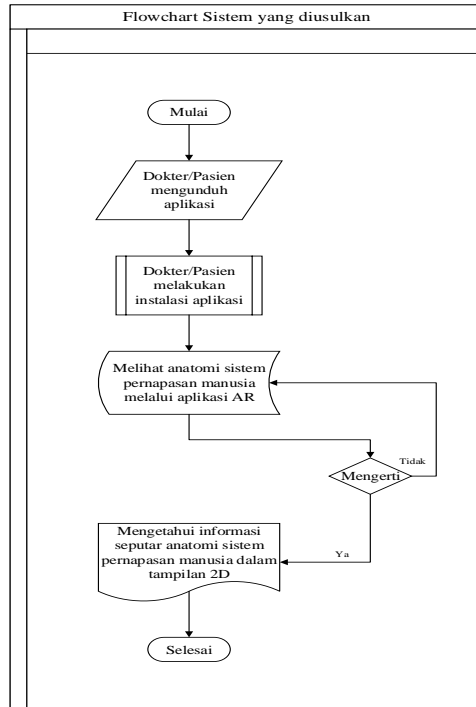 Flowchart Sistem yang diusulkan
Mulai
Dokter/Pasien
mengunduh
aplikasi
Dokter/Pasien
melakukan
instalasi aplikasi
Melihat anatomi sistem
pernapasan manusia
melalui aplikasi AR
Tidak
Mengerti
Ya
Mengetahui informasi
seputar anatomi sistem
pernapasan manusia dalam
tampilan 2D
Selesai